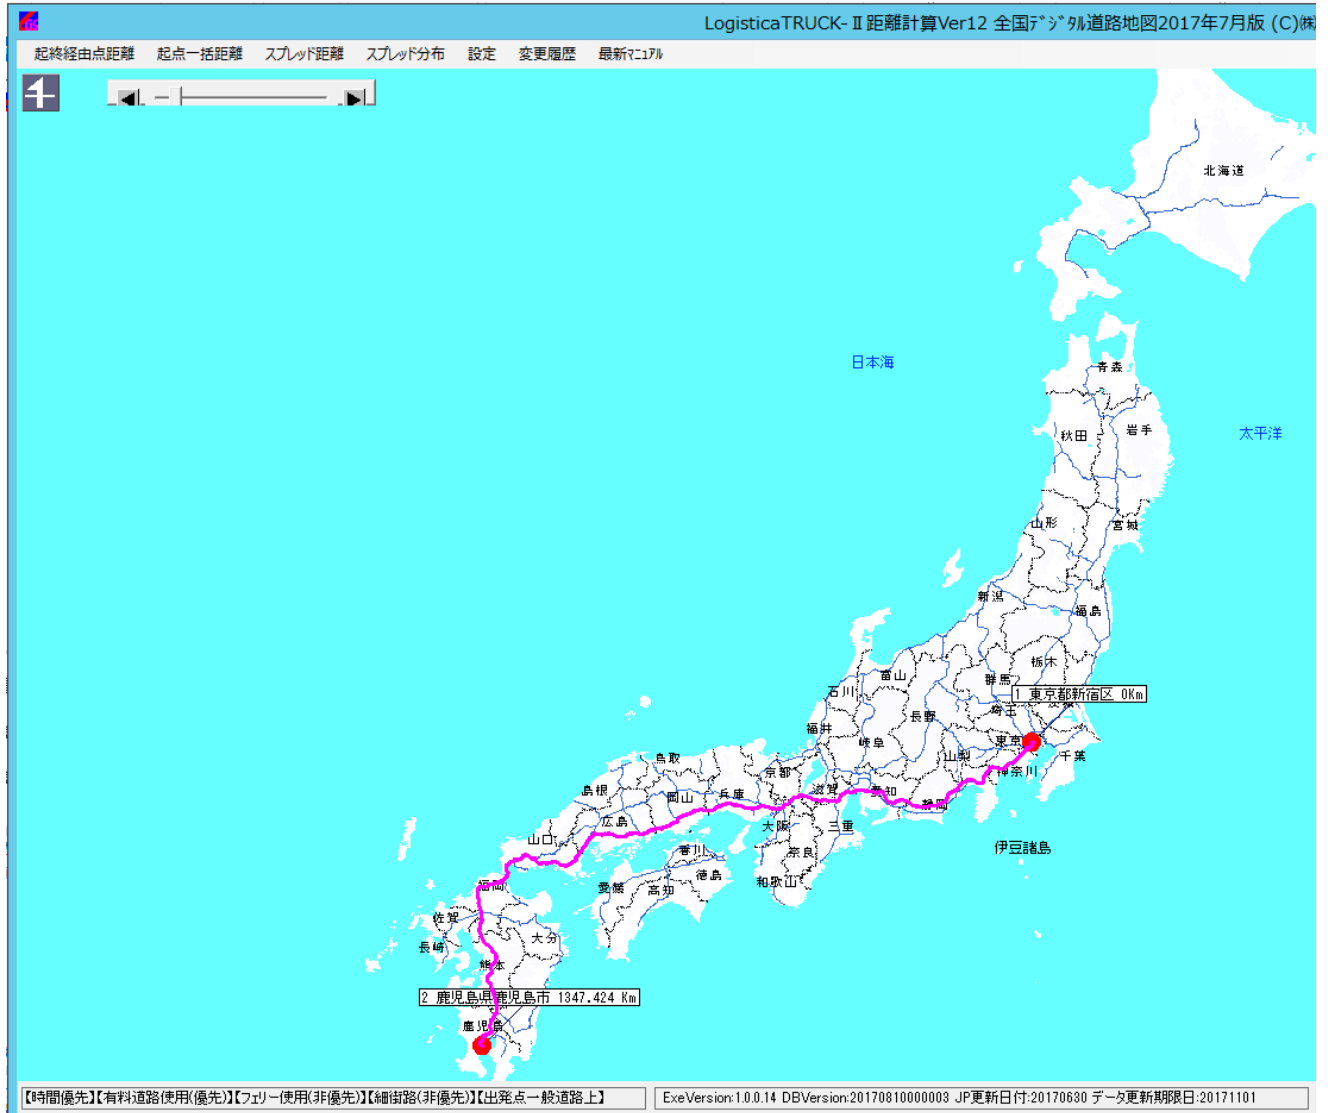 LogisticaTRUCK-Ⅱ距離計算Ver12 全国ﾃﾞｼﾞﾀﾙ道路地図2017年7月版 (C)㈱
起終経由点距離 起点一括距離 スプレッド距離 スプレッド分布 設定 変更履歴 最新ﾏﾆｭｱﾙ
北海道
日本海
青森
太平洋
岩手
秋田
山形
宮城
新潟
福島
栃木
富山
群馬
石川
1 東京都新宿区 0Km
埼玉
長野
福井
岐阜
東京
千葉
山梨
鳥取
京都
神奈川
島根
滋賀
愛知
岡山
兵庫
静岡
広島
大阪
三重
山口
香川
奈良
伊豆諸島
徳島
和歌山
福岡
愛媛
高知
佐賀
大分
長崎
熊本
2 鹿児島県鹿児島市 1347.424 Km
鹿児島
【時間優先】【有料道路使用(優先)】【フェリー使用(非優先)】【細街路(非優先)】【出発点一般道路上】
ExeVersion:1.0.0.14 DBVersion:20170810000003 JP更新日付:20170630 データ更新期限日:20171101